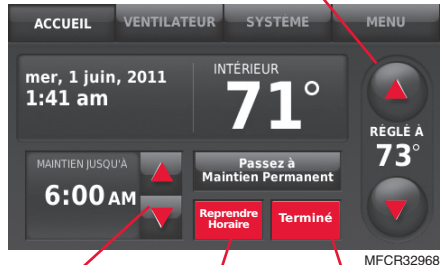 ACCUEIL VENTILATEUR SYSTEME MENU
mer, 1 juin, 2011
1:41 am
INTÉRIEUR
71°
RÉGLÉ À
73°
MAINTIEN JUSQU'À
6:00 AM
Passez à
Maintien Permanent
Reprendre
Horaire
Terminé
MFCR32968